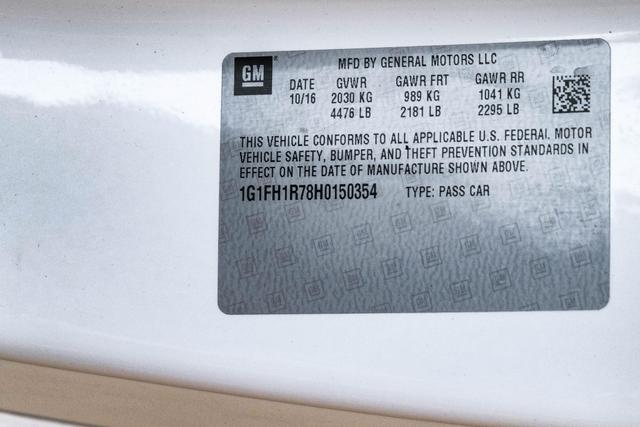 GM
MFD BY GENERAL MOTORS LLC
DATE GVWR GAWR FRT GAWR RR
10/16 2030 KG 989 KG 1041 KG
4476 LB 2181 LB 2295 LB
THIS VEHICLE CONFORMS TO ALL APPLICABLE U.S. FEDERAL MOTOR
VEHICLE SAFETY, BUMPER, AND THEFT PREVENTION STANDARDS IN
EFFECT ON THE DATE OF MANUFACTURE SHOWN ABOVE.
1G1FH1R78H0150354 TYPE: PASS CAR